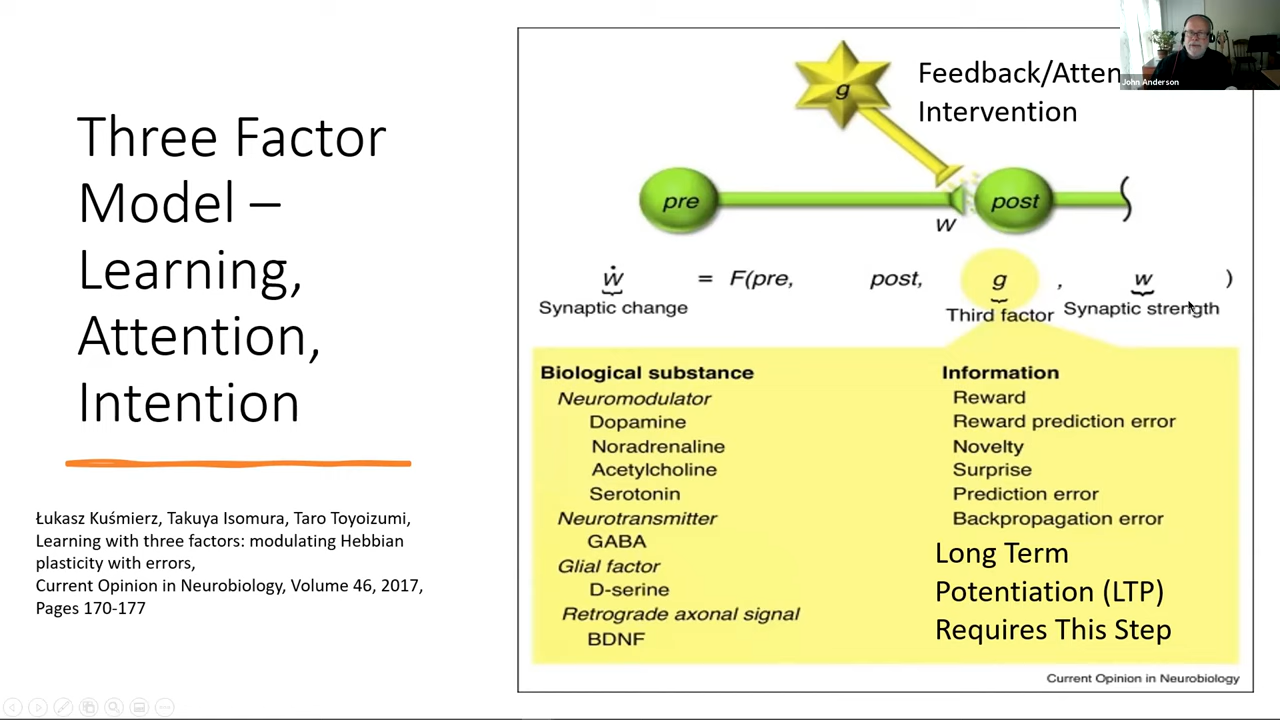 Three Factor
Model –
Learning,
Attention,
Intention
Łukasz Kuśmierz, Takuya Isomura, Taro Toyoizumi,
Learning with three factors: modulating Hebbian
plasticity with errors,
Current Opinion in Neurobiology, Volume 46, 2017,
Pages 170-177
John Anderson
g
Feedback/Atten
Intervention
pre
post
w
ẇ = F(pre, post, g , w )
Synaptic change
Third factor
Synaptic strength
Biological substance
Neuromodulator
Dopamine
Noradrenaline
Acetylcholine
Serotonin
Neurotransmitter
GABA
Glial factor
D-serine
Retrograde axonal signal
BDNF
Information
Reward
Reward prediction error
Novelty
Surprise
Prediction error
Backpropagation error
Long Term
Potentiation (LTP)
Requires This Step
Current Opinion in Neurobiology